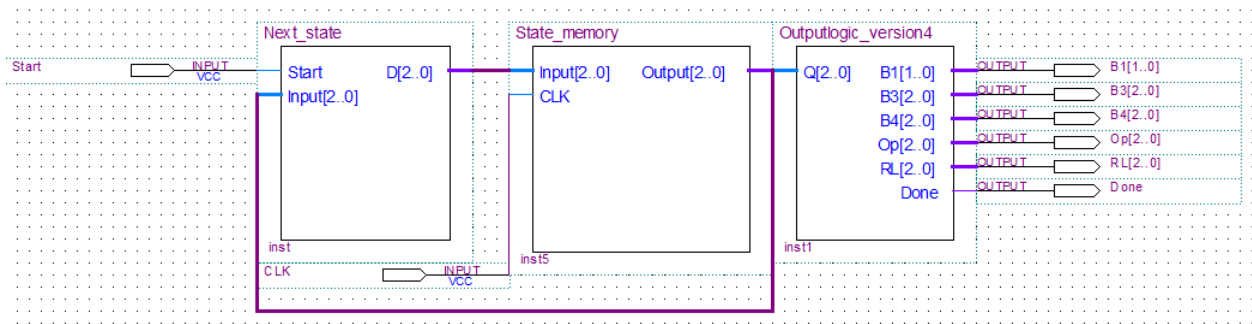 Next_state
State_memory
Outputlogic_version4
Start
INPUT
VCC
Start
D[2..0]
Input[2..0]
inst
Input[2..0]
Output[2..0]
CLK
inst5
Q[2..0]
B1[1..0]
B3[2..0]
B4[2..0]
Op[2..0]
RL[2..0]
Done
inst1
OUTPUT
B1[1..0]
OUTPUT
B3[2..0]
OUTPUT
B4[2..0]
OUTPUT
Op[2..0]
OUTPUT
RL[2..0]
OUTPUT
Done
CLK
INPUT
VCC